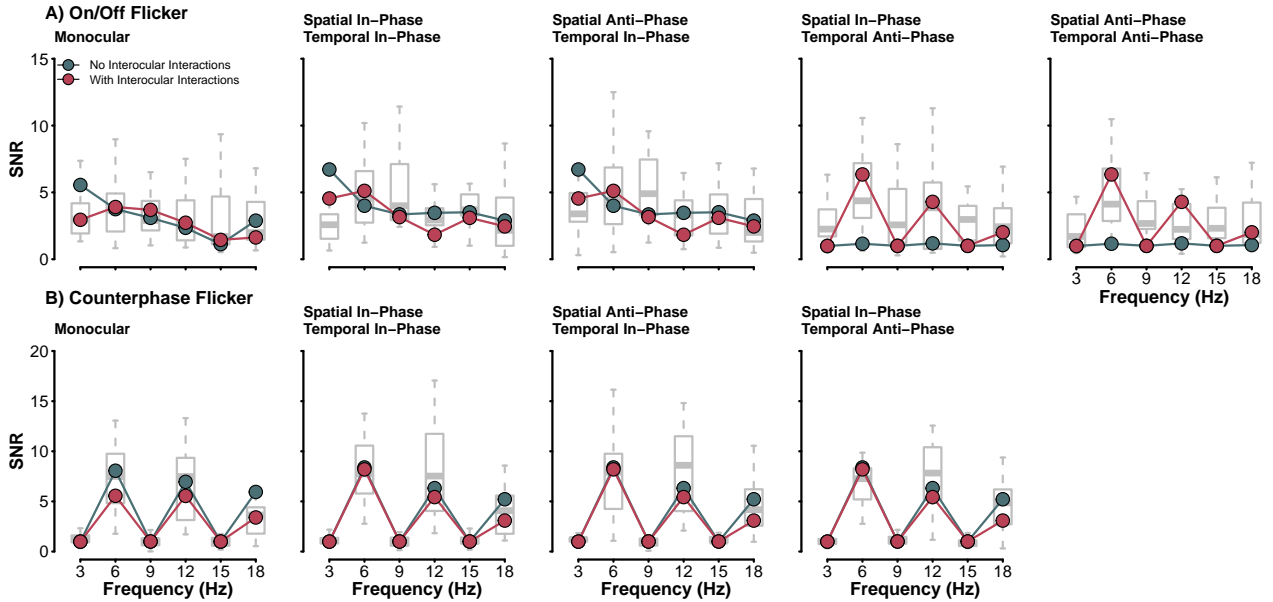 A) On/Off Flicker
Monocular
Spatial In−Phase
Temporal In−Phase
Spatial Anti−Phase
Temporal In−Phase
Spatial In−Phase
Temporal Anti−Phase
Spatial Anti−Phase
Temporal Anti−Phase
No Interocular Interactions
With Interocular Interactions
SNR
15
10
5
0
3 6 9 12 15 18
Frequency (Hz)
B) Counterphase Flicker
Monocular
Spatial In−Phase
Temporal In−Phase
Spatial Anti−Phase
Temporal In−Phase
Spatial In−Phase
Temporal Anti−Phase
SNR
20
15
10
5
0
3 6 9 12 15 18
Frequency (Hz)
3 6 9 12 15 18
Frequency (Hz)
3 6 9 12 15 18
Frequency (Hz)
3 6 9 12 15 18
Frequency (Hz)